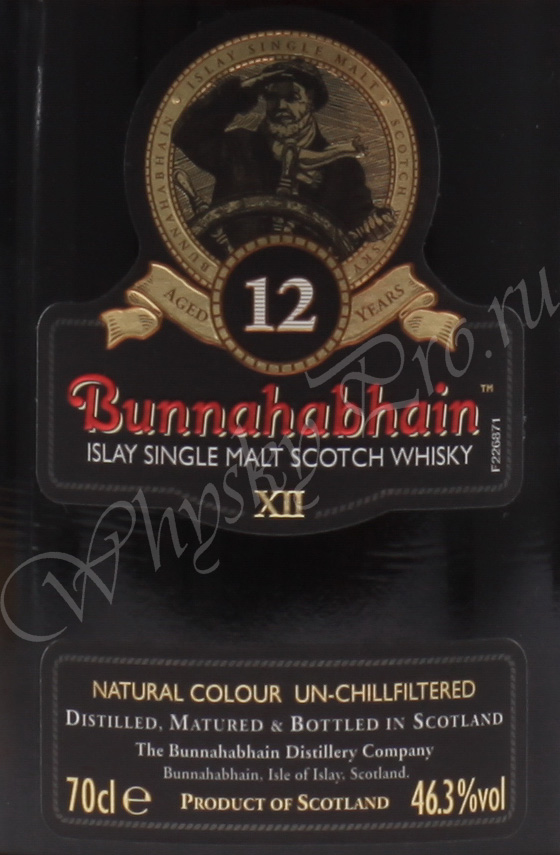 BUNNAHABHAIN · ISLAY SINGLE MALT · SCOTCH WHISKY
AGED 12 YEARS
Bunnahabhain™
ISLAY SINGLE MALT SCOTCH WHISKY
F226871
XII
NATURAL COLOUR UN-CHILLFILTERED
DISTILLED, MATURED & BOTTLED IN SCOTLAND
The Bunnahabhain Distillery Company
Bunnahabhain, Isle of Islay, Scotland.
70cl e PRODUCT OF SCOTLAND 46.3%vol
Whysky Pro.ru